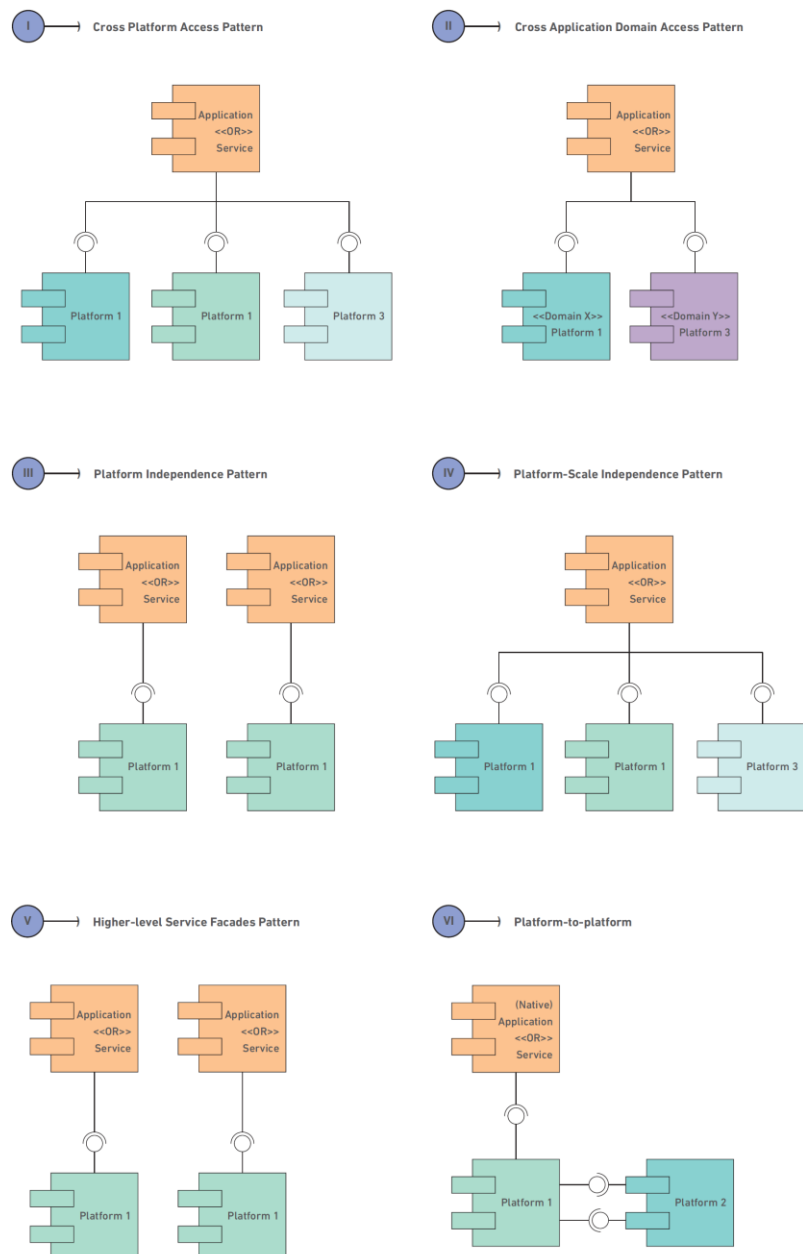 I
Cross Platform Access Pattern
Application
<<OR>>
Service
Platform 1
Platform 1
Platform 3
II
Cross Application Domain Access Pattern
Application
<<OR>>
Service
<<Domain X>>
Platform 1
<<Domain Y>>
Platform 3
III
Platform Independence Pattern
Application
<<OR>>
Service
Application
<<OR>>
Service
Platform 1
Platform 1
IV
Platform-Scale Independence Pattern
Application
<<OR>>
Service
Platform 1
Platform 1
Platform 3
V
Higher-level Service Facades Pattern
Application
<<OR>>
Service
Application
<<OR>>
Service
Platform 1
Platform 1
VI
Platform-to-platform
(Native)
Application
<<OR>>
Service
Platform 1
Platform 2